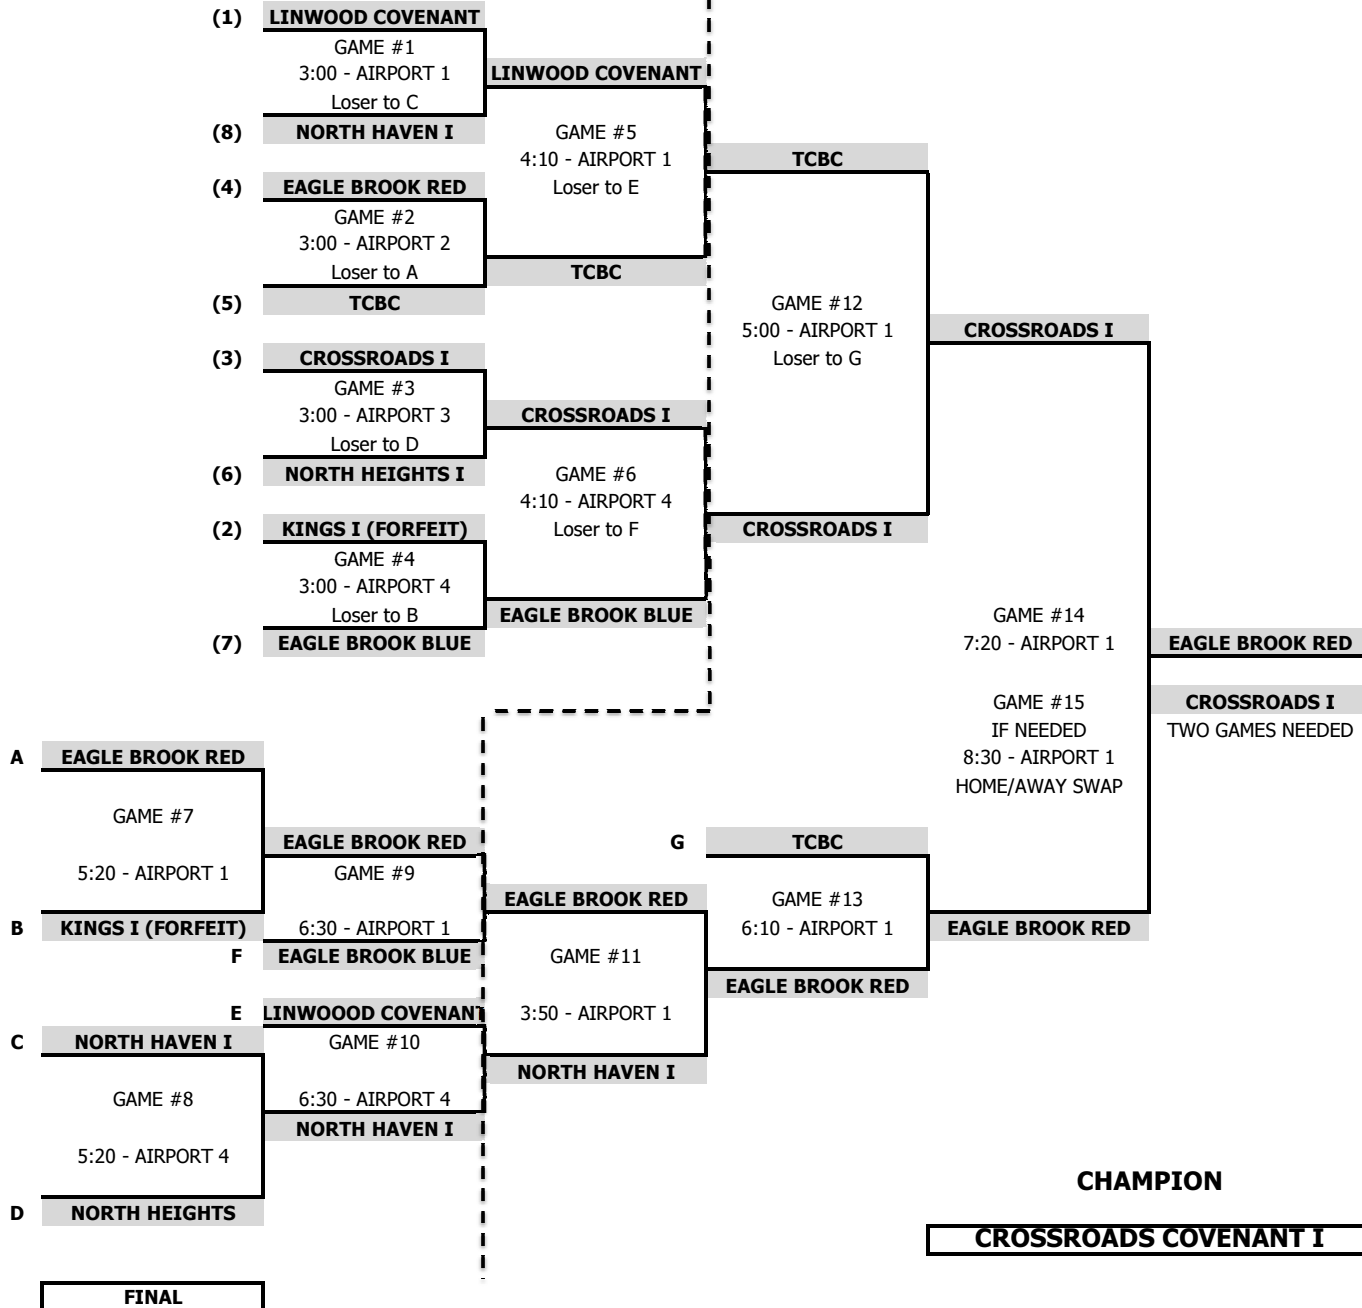 (1) LINWOOD COVENANT
GAME #1
3:00 - AIRPORT 1
Loser to C
(8) NORTH HAVEN I
(4) EAGLE BROOK RED
GAME #2
3:00 - AIRPORT 2
Loser to A
(5) TCBC
(3) CROSSROADS I
GAME #3
3:00 - AIRPORT 3
Loser to D
(6) NORTH HEIGHTS I
(2) KINGS I (FORFEIT)
GAME #4
3:00 - AIRPORT 4
Loser to B
(7) EAGLE BROOK BLUE
LINWOOD COVENANT
GAME #5
4:10 - AIRPORT 1
Loser to E
TCBC
CROSSROADS I
GAME #6
4:10 - AIRPORT 4
Loser to F
EAGLE BROOK BLUE
TCBC
GAME #12
5:00 - AIRPORT 1
Loser to G
CROSSROADS I
CROSSROADS I
GAME #14
7:20 - AIRPORT 1
GAME #15
IF NEEDED
8:30 - AIRPORT 1
HOME/AWAY SWAP
EAGLE BROOK RED
CROSSROADS I
TWO GAMES NEEDED
A EAGLE BROOK RED
GAME #7
5:20 - AIRPORT 1
B KINGS I (FORFEIT)
EAGLE BROOK RED
GAME #9
6:30 - AIRPORT 1
F EAGLE BROOK BLUE
E LINWOOOD COVENANT
C NORTH HAVEN I
GAME #10
GAME #8
6:30 - AIRPORT 4
NORTH HAVEN I
5:20 - AIRPORT 4
D NORTH HEIGHTS
EAGLE BROOK RED
GAME #11
3:50 - AIRPORT 1
NORTH HAVEN I
G TCBC
GAME #13
6:10 - AIRPORT 1
EAGLE BROOK RED
EAGLE BROOK RED
CHAMPION
CROSSROADS COVENANT I
FINAL